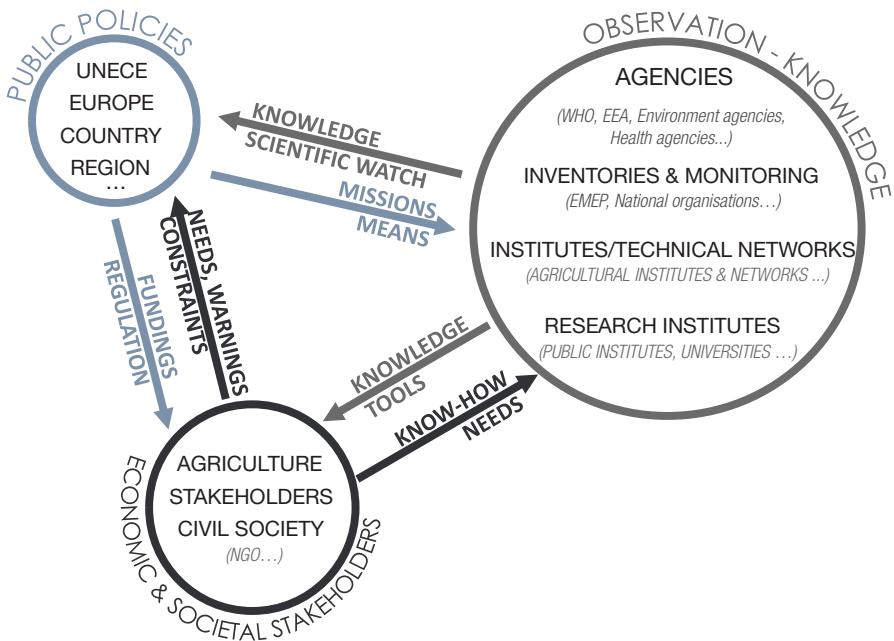 PUBLIC POLICIES
UNECE
EUROPE
COUNTRY
REGION
...
OBSERVATION - KNOWLEDGE
AGENCIES
(WHO, EEA, Environment agencies,
Health agencies...)
INVENTORIES & MONITORING
(EMEP, National organisations...)
INSTITUTES/TECHNICAL NETWORKS
(AGRICULTURAL INSTITUTES & NETWORKS ...)
RESEARCH INSTITUTES
(PUBLIC INSTITUTES, UNIVERSITIES ...)
KNOWLEDGE
SCIENTIFIC WATCH
MISSIONS
MEANS
NEEDS, WARNINGS
CONSTRAINTS
FUNDINGS
REGULATION
KNOWLEDGE
TOOLS
KNOW-HOW
NEEDS
AGRICULTURE
STAKEHOLDERS
CIVIL SOCIETY
(NGO...)
ECONOMIC & SOCIETAL STAKEHOLDERS